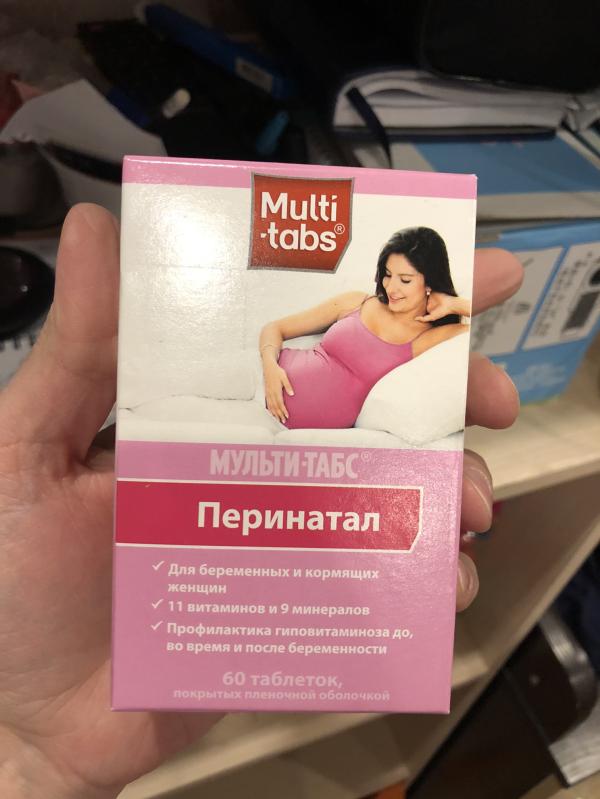 Multi
-tabs®
МУЛЬТИ-ТАБС®
Перинатал
✓ Для беременных и кормящих
женщин
✓ 11 витаминов и 9 минералов
✓ Профилактика гиповитаминоза до,
во время и после беременности
60 таблеток,
покрытых пленочной оболочкой